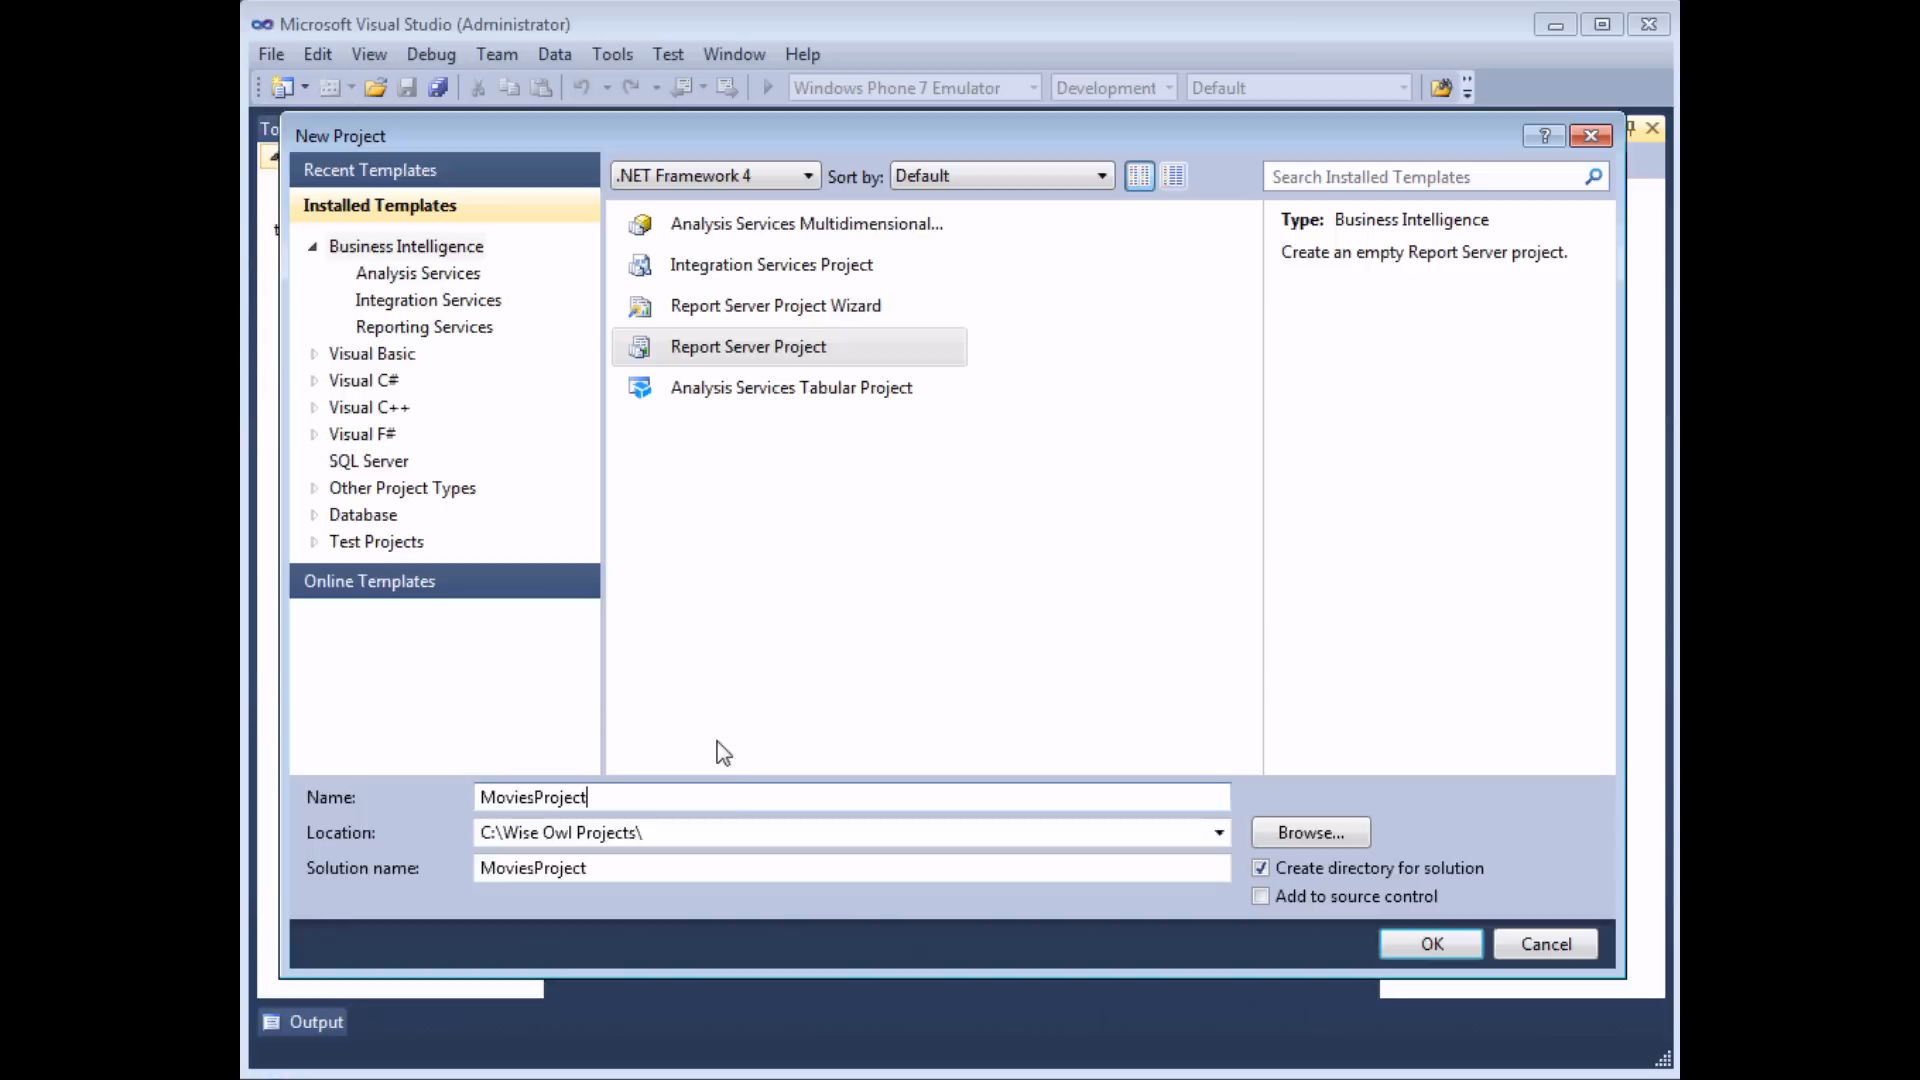 Microsoft Visual Studio (Administrator)
File Edit View Debug Team Data Tools Test Window Help
Windows Phone 7 Emulator Development Default
To
New Project
Recent Templates
.NET Framework 4 Sort by: Default
Search Installed Templates
Installed Templates
Business Intelligence
Analysis Services
Integration Services
Reporting Services
Visual Basic
Visual C#
Visual C++
Visual F#
SQL Server
Other Project Types
Database
Test Projects
Online Templates
Analysis Services Multidimensional...
Integration Services Project
Report Server Project Wizard
Report Server Project
Analysis Services Tabular Project
Type: Business Intelligence
Create an empty Report Server project.
Name: MoviesProject
Location: C:\Wise Owl Projects\ Browse...
Solution name: MoviesProject
Create directory for solution
Add to source control
OK Cancel
Output